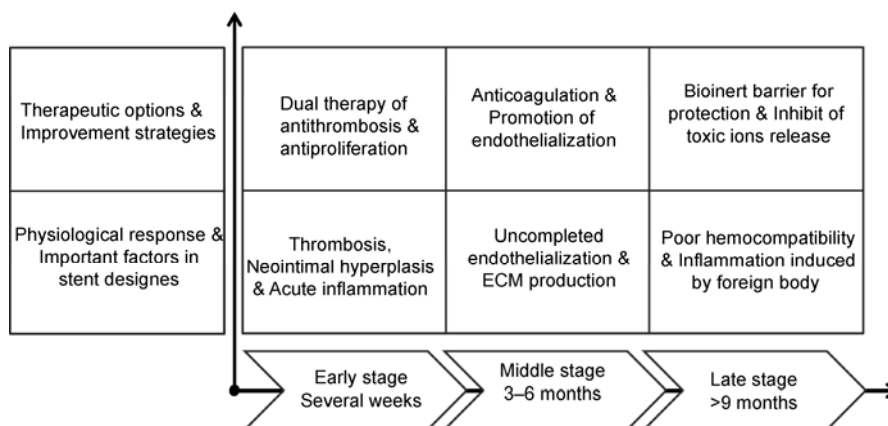 Therapeutic options &
Improvement strategies
Dual therapy of
antithrombosis &
antiproliferation
Anticoagulation &
Promotion of
endothelialization
Bioinert barrier for
protection & Inhibit of
toxic ions release
Physiological response &
Important factors in
stent designes
Thrombosis,
Neointimal hyperplasis
& Acute inflammation
Uncompleted
endothelialization &
ECM production
Poor hemocompatibility
& Inflammation induced
by foreign body
Early stage
Several weeks
Middle stage
3–6 months
Late stage
>9 months